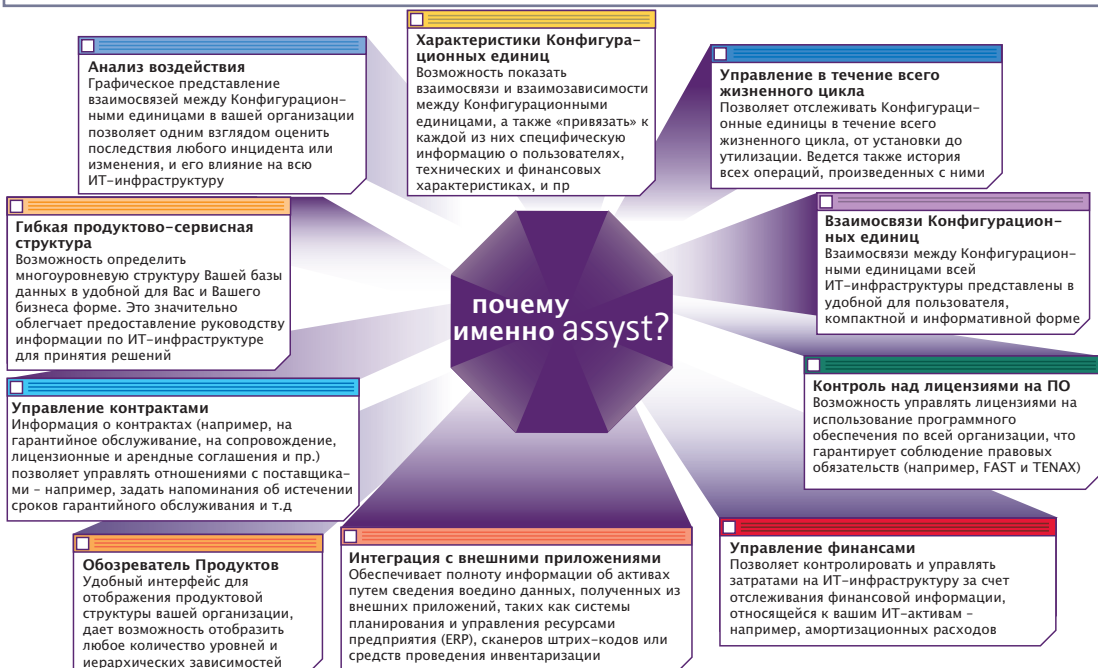 Анализ воздействия
Графическое представление
взаимосвязей между Конфигурацион-
ными единицами в вашей организации
позволяет одним взглядом оценить
последствия любого инцидента или
изменения, и его влияние на всю
ИТ-инфраструктуру
Характеристики Конфигура-
ционных единиц
Возможность показать
взаимосвязи и взаимозависимости
между Конфигурационными
единицами, а также «привязать» к
каждой из них специфическую
информацию о пользователях,
технических и финансовых
характеристиках, и пр
Управление в течение всего
жизненного цикла
Позволяет отслеживать Конфигураци-
онные единицы в течение всего
жизненного цикла, от установки до
утилизации. Ведется также история
всех операций, произведенных с ними
Гибкая продуктово-сервисная
структура
Возможность определить
многоуровневую структуру Вашей базы
данных в удобной для Вас и Вашего
бизнеса форме. Это значительно
облегчает предоставление руководству
информации по ИТ-инфраструктуре
для принятия решений
почему
именно assyst?
Взаимосвязи Конфигурацион-
ных единиц
Взаимосвязи между Конфигурацион-
ными единицами всей
ИТ-инфраструктуры представлены в
удобной для пользователя,
компактной и информативной форме
Управление контрактами
Информация о контрактах (например, на
гарантийное обслуживание, на сопровождение,
лицензионные и арендные соглашения и пр.)
позволяет управлять отношениями с поставщика-
ми - например, задать напоминания об истечении
сроков гарантийного обслуживания и т.д
Контроль над лицензиями на ПО
Возможность управлять лицензиями на
использование программного
обеспечения по всей организации, что
гарантирует соблюдение правовых
обязательств (например, FAST и TENAX)
Обозреватель Продуктов
Удобный интерфейс для
отображения продуктовой
структуры вашей организации,
дает возможность отобразить
любое количество уровней и
иерархических зависимостей
Интеграция с внешними приложениями
Обеспечивает полноту информации об активах
путем сведения воедино данных, полученных из
внешних приложений, таких как системы
планирования и управления ресурсами
предприятия (ERP), сканеров штрих-кодов или
средств проведения инвентаризации
Управление финансами
Позволяет контролировать и управлять
затратами на ИТ-инфраструктуру за счет
отслеживания финансовой информации,
относящейся к вашим ИТ-активам -
например, амортизационных расходов